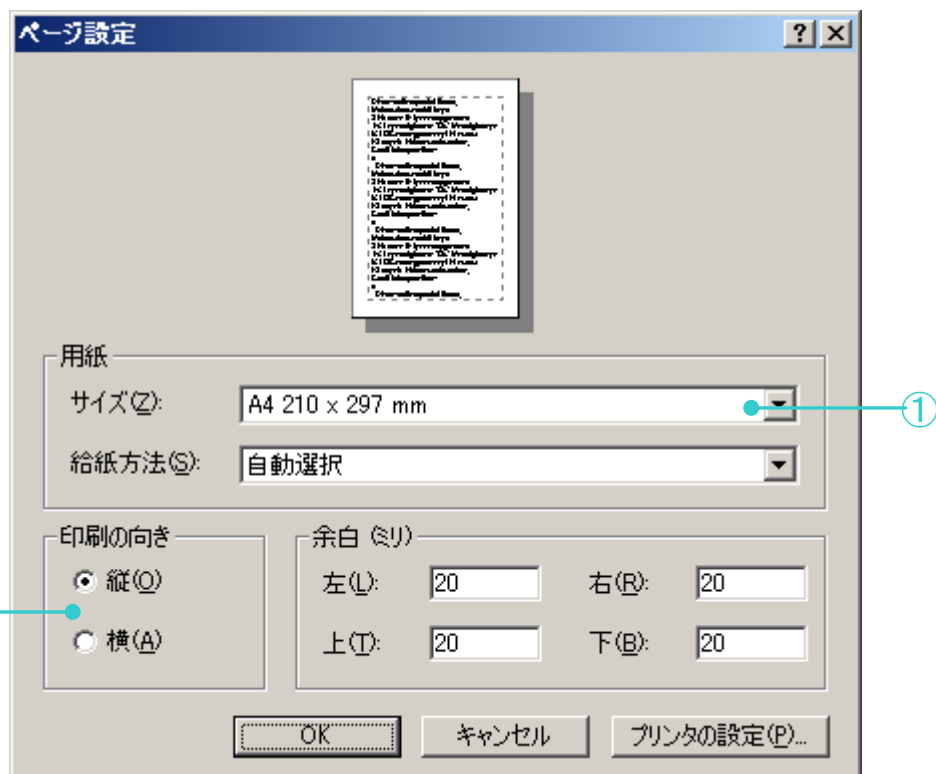 ページ設定
用紙
サイズ(Z): A4 210 x 297 mm ①
給紙方法(S): 自動選択
印刷の向き
縦(O)
横(A)
余白 (ミリ)
左(L): 20 右(R): 20
上(T): 20 下(B): 20
OK キャンセル プリンタの設定(P)...